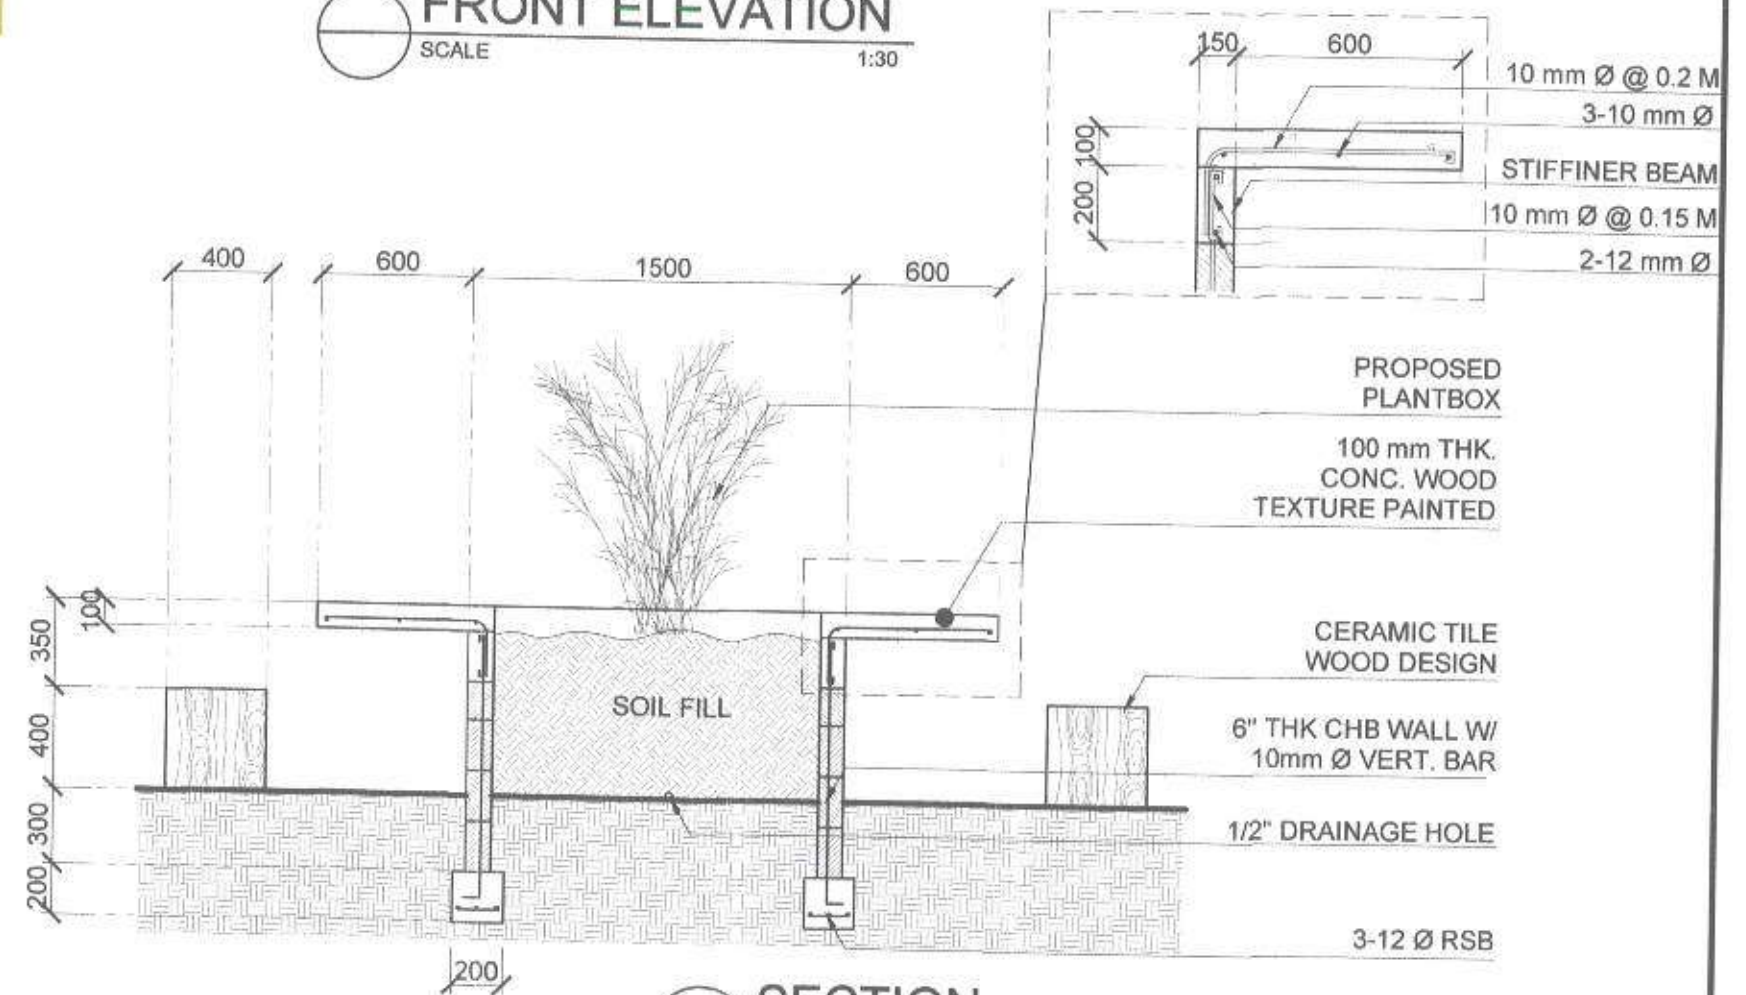 FRONT ELEVATION
SCALE
1:30
150
600
10 mm Ø @ 0.2 M
3-10 mm Ø
100
STIFFINER BEAM
200
10 mm Ø @ 0.15 M
2-12 mm Ø
400
600
1500
600
PROPOSED
PLANTBOX
100 mm THK.
CONC. WOOD
TEXTURE PAINTED
100
350
CERAMIC TILE
WOOD DESIGN
SOIL FILL
400
6" THK CHB WALL W/
10mm Ø VERT. BAR
300
1/2" DRAINAGE HOLE
200
3-12 Ø RSB
200
SECTION